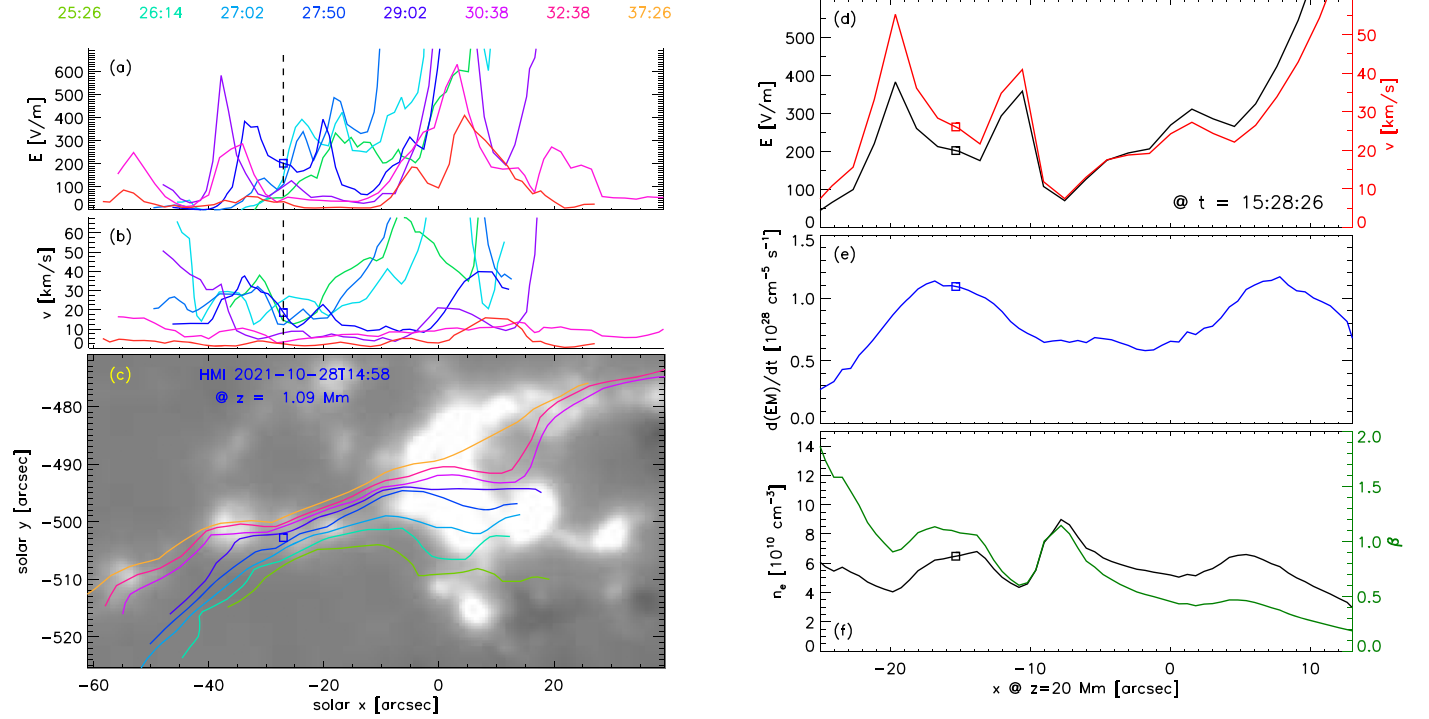 25:26 26:14 27:02 27:50 29:02 30:38 32:38 37:26
(a)
E [V/m]
600
500
400
300
200
100
0
(b)
v [km/s]
60
50
40
30
20
10
0
(c)
HMI 2021-10-28T14:58
@ z = 1.09 Mm
solar y [arcsec]
-480
-490
-500
-510
-520
-60 -40 -20 0 20
solar x [arcsec]
(d)
E [V/m]
500
400
300
200
100
0
50
40
30
20
10
0
v [km/s]
@ t = 15:28:26
(e)
d(EM)/dt [10²⁸ cm⁻⁵ s⁻¹]
1.5
1.0
0.5
0.0
(f)
nₑ [10¹⁰ cm⁻³]
14
12
10
8
6
4
2
0
2.0
1.5
1.0
0.5
0.0
β
-20 -10 0 10
x @ z=20 Mm [arcsec]